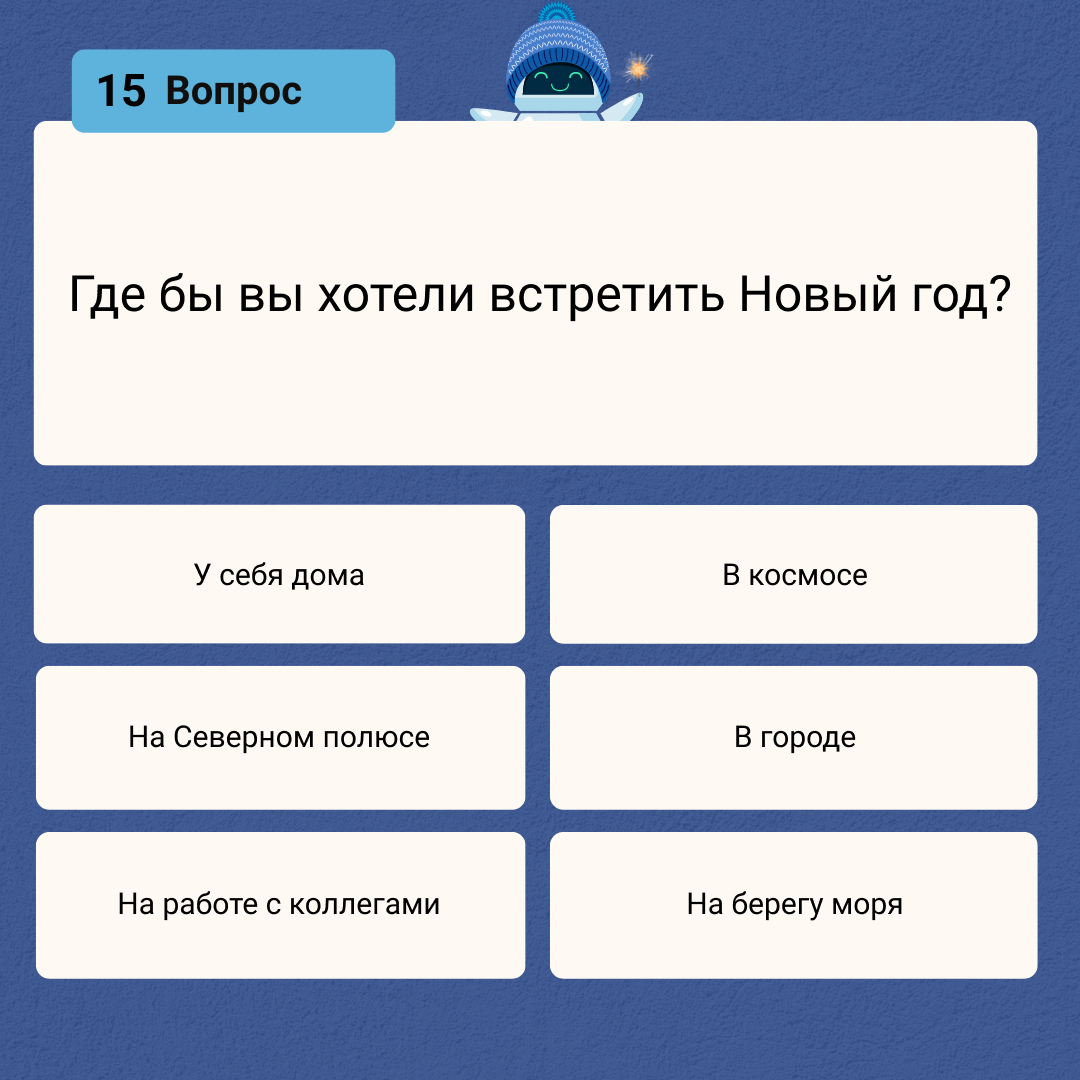 15 Вопрос
Где бы вы хотели встретить Новый год?
У себя дома
В космосе
На Северном полюсе
В городе
На работе с коллегами
На берегу моря